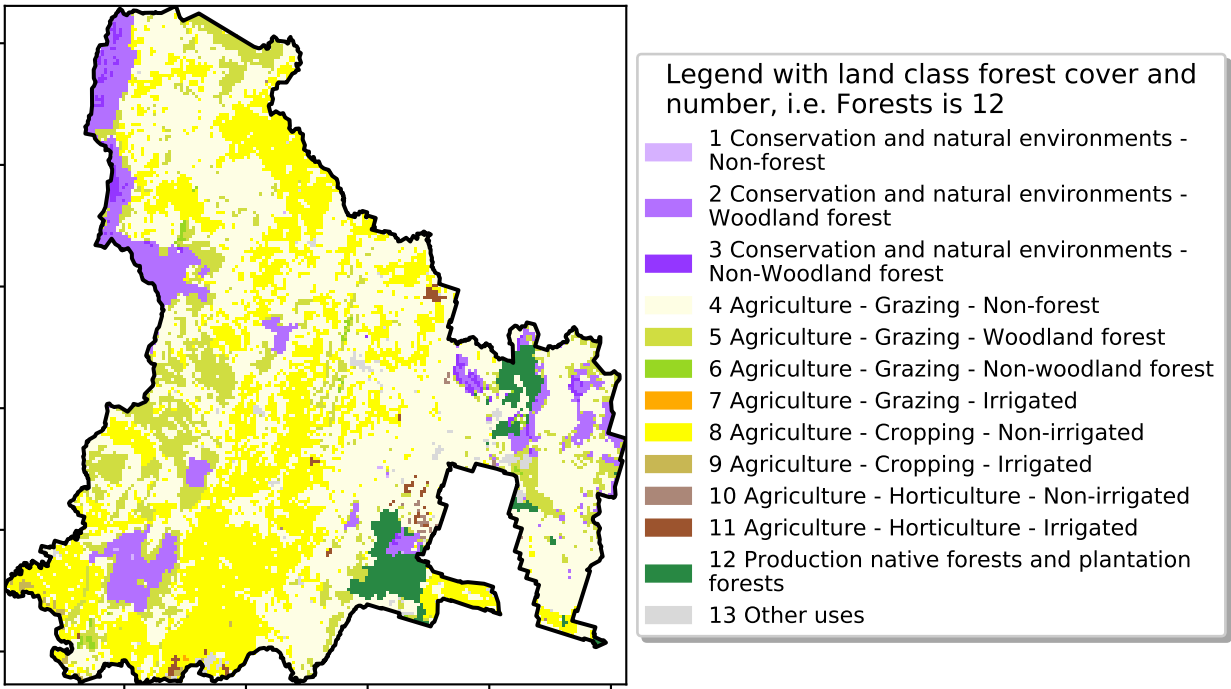 Legend with land class forest cover and
number, i.e. Forests is 12
1 Conservation and natural environments -
Non-forest
2 Conservation and natural environments -
Woodland forest
3 Conservation and natural environments -
Non-Woodland forest
4 Agriculture - Grazing - Non-forest
5 Agriculture - Grazing - Woodland forest
6 Agriculture - Grazing - Non-woodland forest
7 Agriculture - Grazing - Irrigated
8 Agriculture - Cropping - Non-irrigated
9 Agriculture - Cropping - Irrigated
10 Agriculture - Horticulture - Non-irrigated
11 Agriculture - Horticulture - Irrigated
12 Production native forests and plantation
forests
13 Other uses